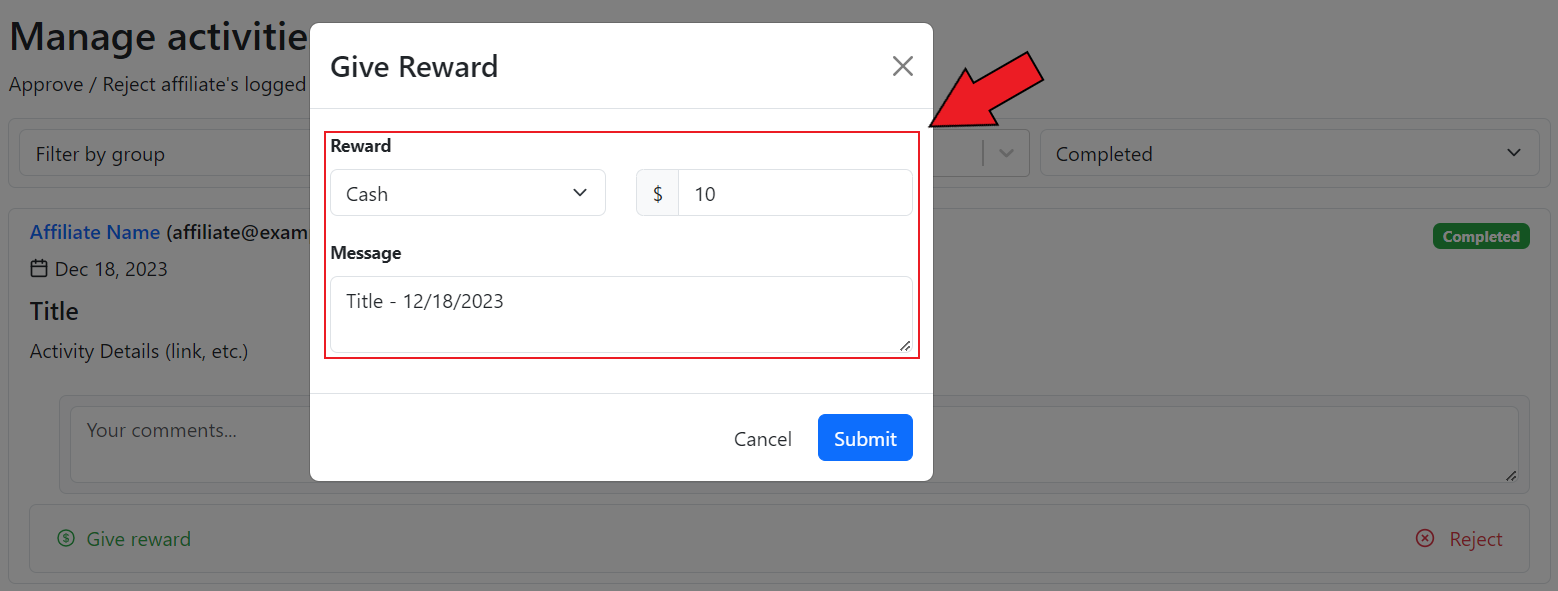 Manage activitie
Give Reward
Approve / Reject affiliate's logged
Reward
Filter by group
Completed
Cash
$ 10
Affiliate Name (affiliate@exam
Completed
Message
Dec 18, 2023
Title - 12/18/2023
Title
Activity Details (link, etc.)
Your comments...
Cancel
Submit
$ Give reward
Reject